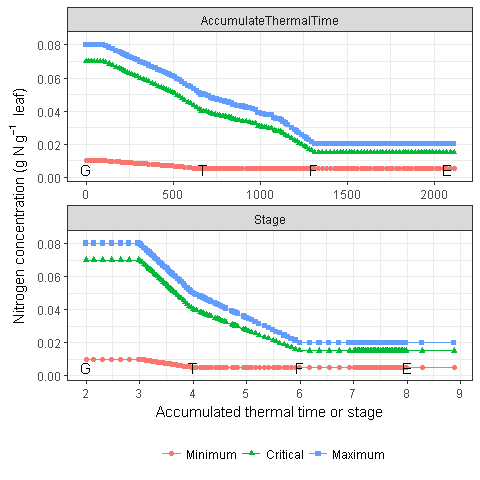 AccumulateThermalTime
0.08
0.06
0.04
0.02
0.00
G T F E
0 500 1000 1500 2000
Nitrogen concentration (g N g⁻¹ leaf)
Stage
0.08
0.06
0.04
0.02
0.00
G T F E
2 3 4 5 6 7 8 9
Accumulated thermal time or stage
Minimum Critical Maximum